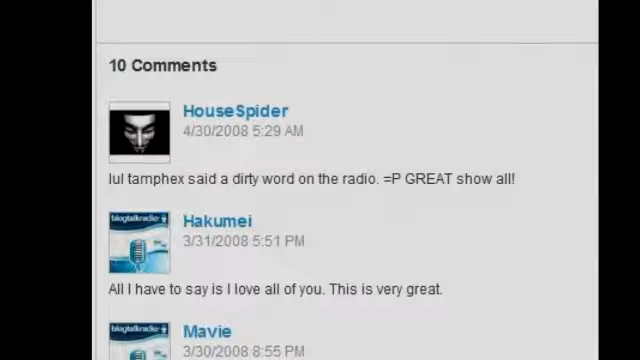 10 Comments
HouseSpider
4/30/2008 5:29 AM
lul tamphex said a dirty word on the radio. =P GREAT show all!
blogtalkradio
Hakumei
3/31/2008 5:51 PM
All I have to say is I love all of you. This is very great.
blogtalkradio
Mavie
3/30/2008 8:55 PM